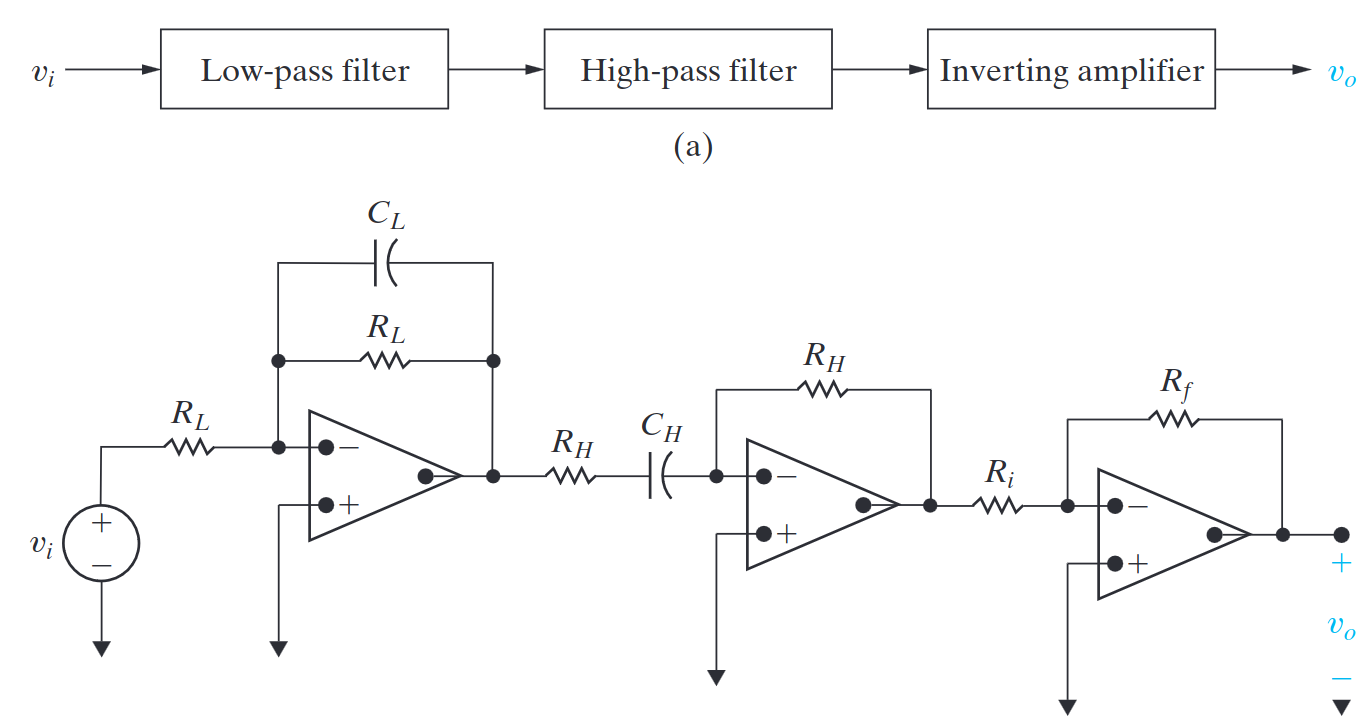 v_i Low-pass filter High-pass filter Inverting amplifier v_o
(a)
C_L
R_L
R_H
R_f
R_L
C_H
R_H
R_i
−
−
−
+
+
+
+
v_i
−
+
v_o
−